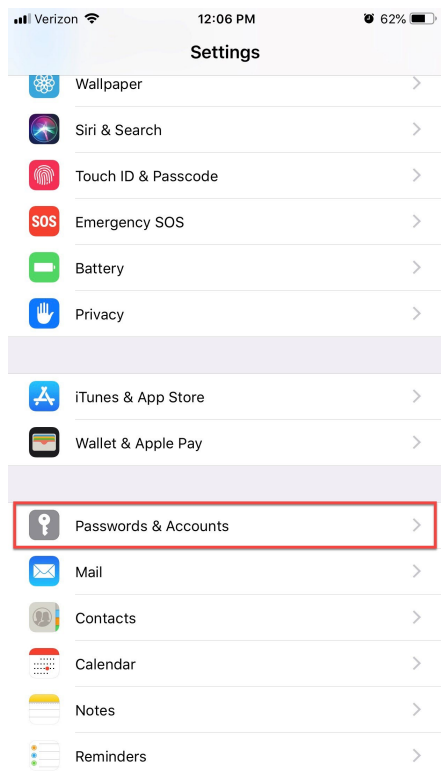 Verizon 12:06 PM 62%
Settings
Wallpaper
Siri & Search
Touch ID & Passcode
SOS Emergency SOS
Battery
Privacy
iTunes & App Store
Wallet & Apple Pay
Passwords & Accounts
Mail
Contacts
Calendar
Notes
Reminders